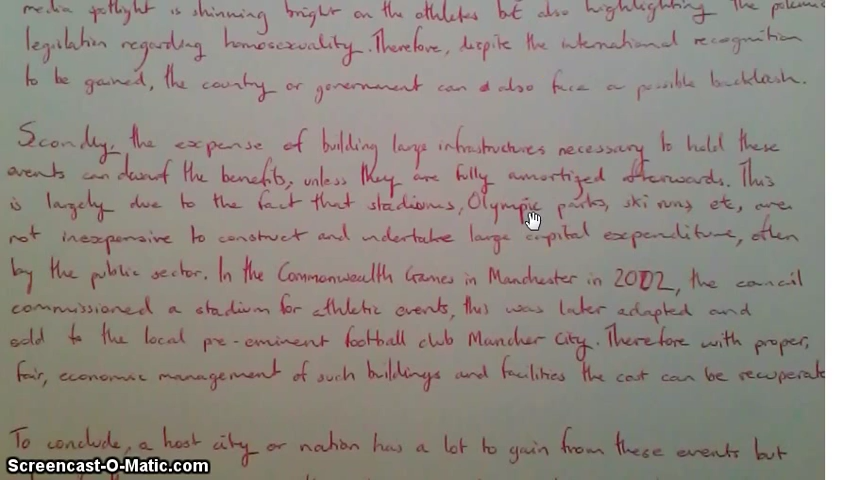 media spotlight is shinning bright on the athletes but also highlighting the polemic
legislation regarding homosexuality. Therefore, despite the international recognition
to be gained, the country or government can also face a possible backlash.
Secondly, the expense of building large infrastructures necessary to hold these
events can dwarf the benefits, unless they are fully amortized afterwards. This
is largely due to the fact that stadiums, Olympic parks, ski runs etc, are
not inexpensive to construct and undertake large capital expenditure, often
by the public sector. In the Commonwealth Games in Manchester in 2002, the council
commissioned a stadium for athletic events, this was later adapted and
sold to the local pre-eminent football club Mancher City. Therefore with proper,
fair, economic management of such buildings and facilities the cost can be recuperate
To conclude, a host city or nation has a lot to gain from these events but
Screencast-O-Matic.com